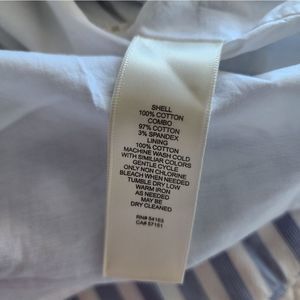 SHELL
100% COTTON
COMBO
97% COTTON
3% SPANDEX
LINING
100% COTTON
MACHINE WASH COLD
WITH SIMILIAR COLORS
GENTLE CYCLE
ONLY NON CHLORINE
BLEACH WHEN NEEDED
TUMBLE DRY LOW
WARM IRON
AS NEEDED
MAY BE
DRY CLEANED
RN# 54163
CA# 57151